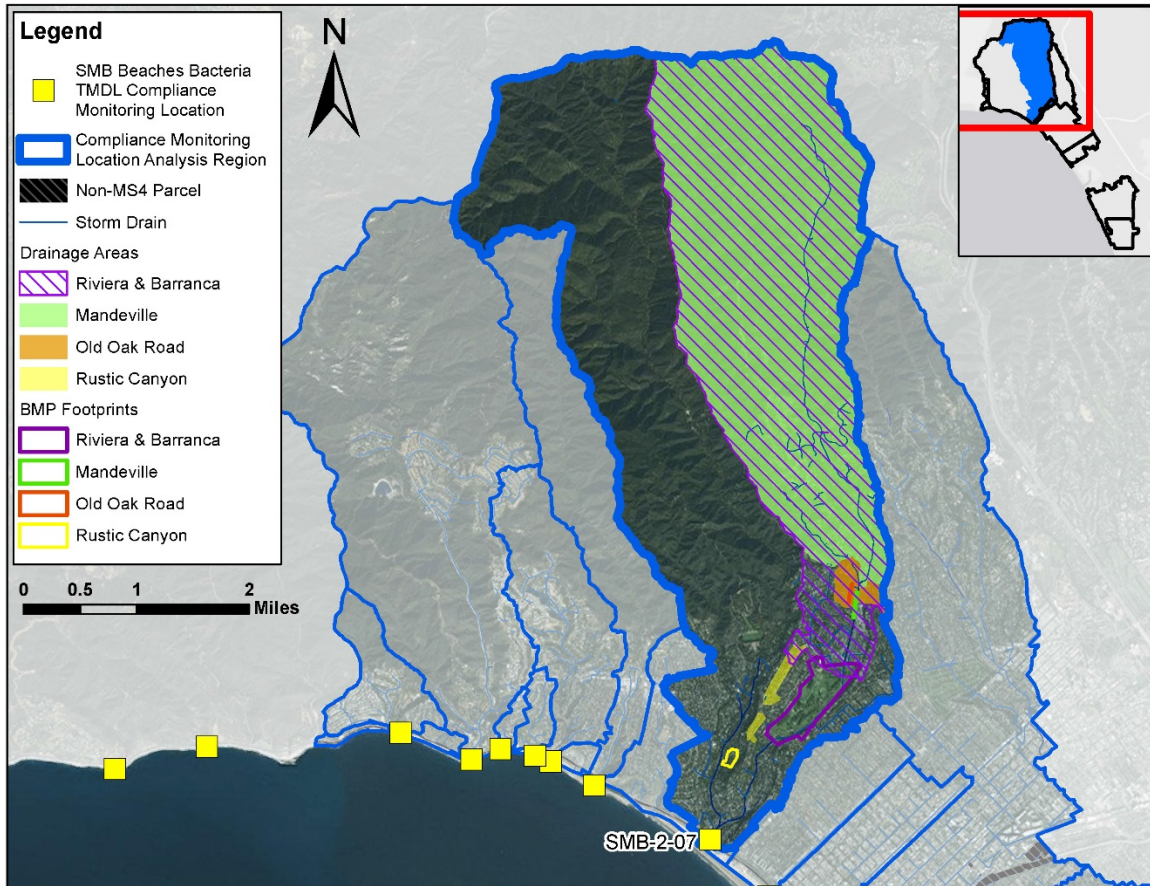 Legend
SMB Beaches Bacteria
TMDL Compliance
Monitoring Location
Compliance Monitoring
Location Analysis Region
Non-MS4 Parcel
Storm Drain
Drainage Areas
Riviera & Barranca
Mandeville
Old Oak Road
Rustic Canyon
BMP Footprints
Riviera & Barranca
Mandeville
Old Oak Road
Rustic Canyon
0 0.5 1 2
Miles
N
SMB-2-07